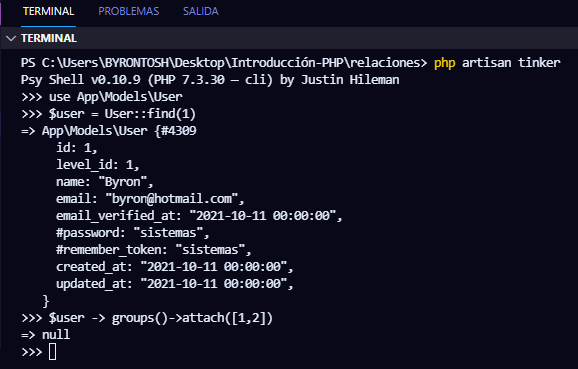 TERMINAL PROBLEMAS SALIDA
TERMINAL
PS C:\Users\BYRONTOSH\Desktop\Introducción-PHP\relaciones> php artisan tinker
Psy Shell v0.10.9 (PHP 7.3.30 — cli) by Justin Hileman
>>> use App\Models\User
>>> $user = User::find(1)
=> App\Models\User {#4309
id: 1,
level_id: 1,
name: "Byron",
email: "byron@hotmail.com",
email_verified_at: "2021-10-11 00:00:00",
#password: "sistemas",
#remember_token: "sistemas",
created_at: "2021-10-11 00:00:00",
updated_at: "2021-10-11 00:00:00",
}
>>> $user -> groups()->attach([1,2])
=> null
>>>